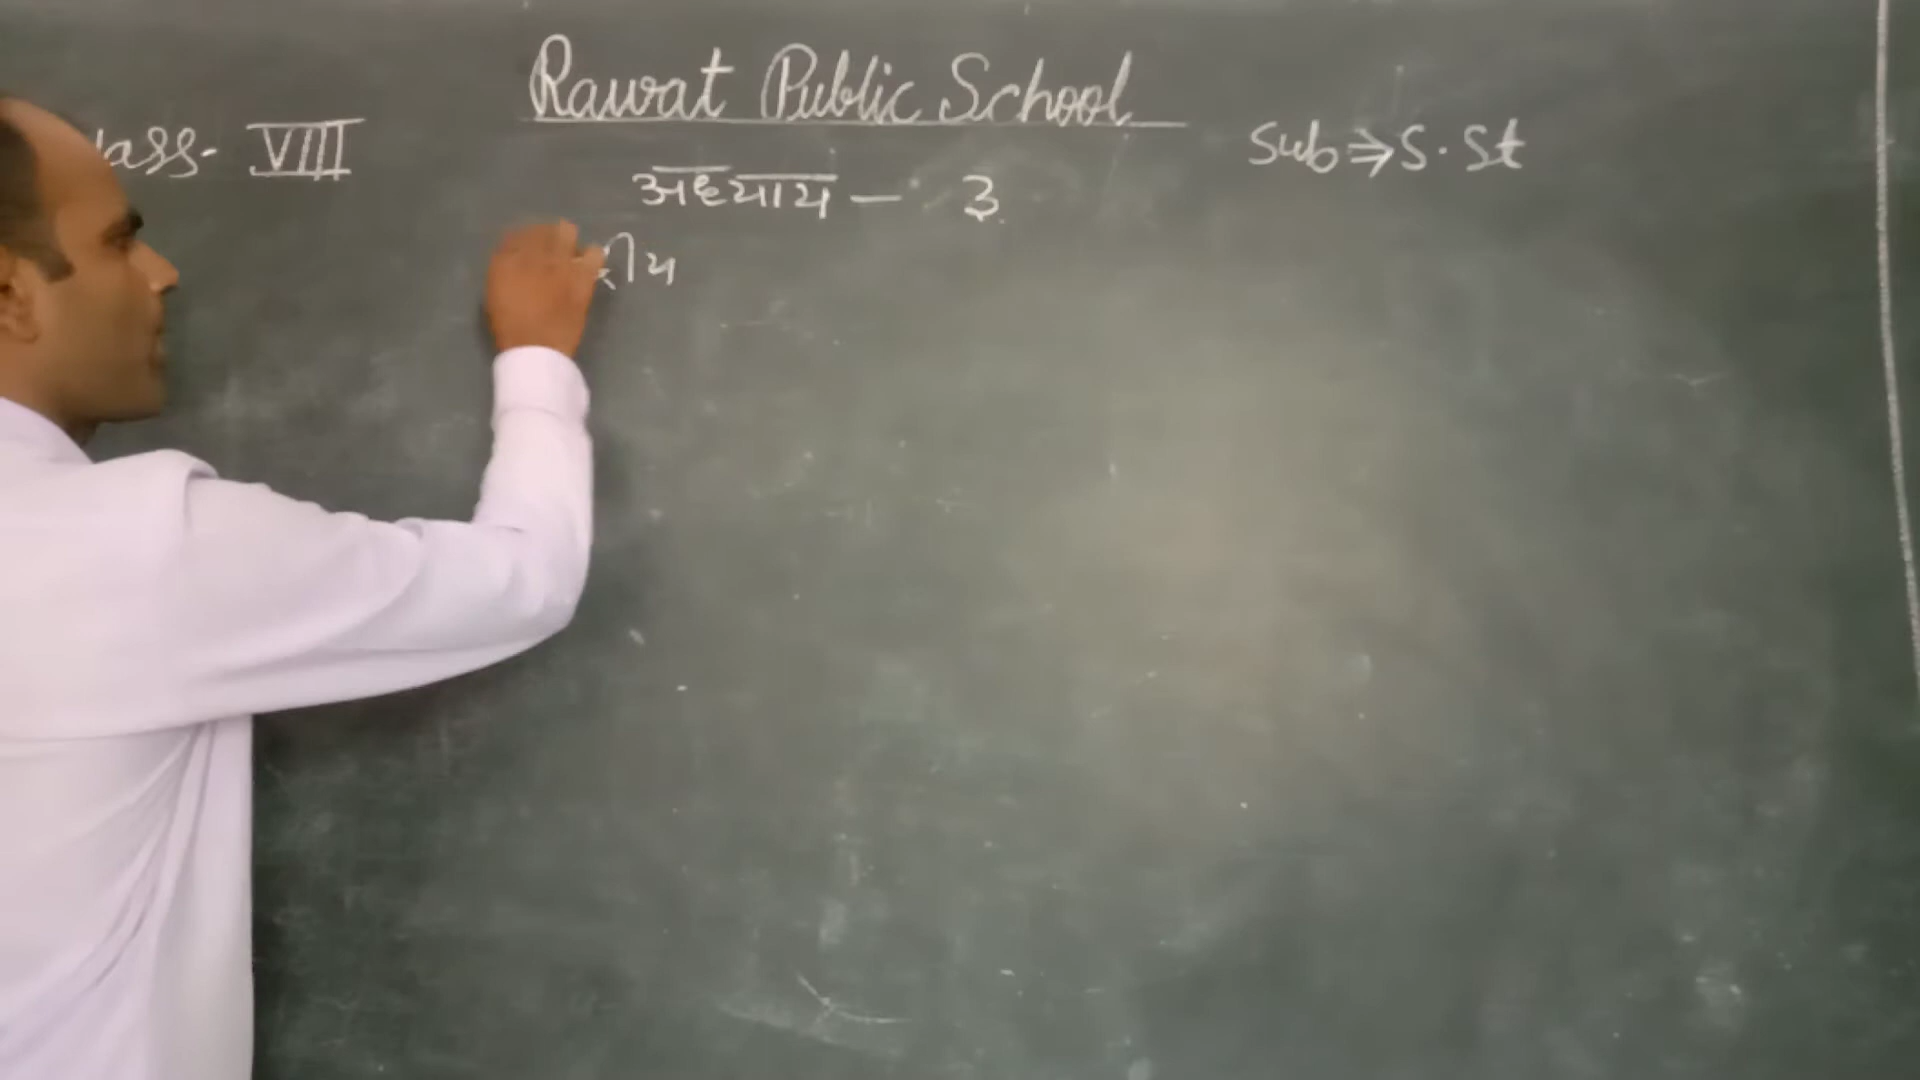 Rawat Public School
lass- VIII
Sub⇒S.St
अध्याय — 3